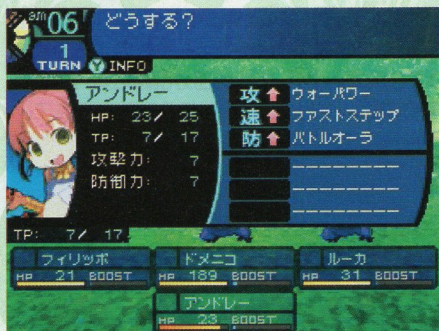 am 06 どうする?
1 TURN Y INFO
アンドレー
HP: 23/ 25
TP: 7/ 17
攻撃力: 7
防御力: 7
攻 ↑ ウォーパワー
速 ↑ ファストステップ
防 ↑ バトルオーラ
TP: 7/ 17
フィリッポ ドメニコ ルーカ
HP 21 BOOST HP 189 BOOST HP 31 BOOST
アンドレー
HP 23 BOOST